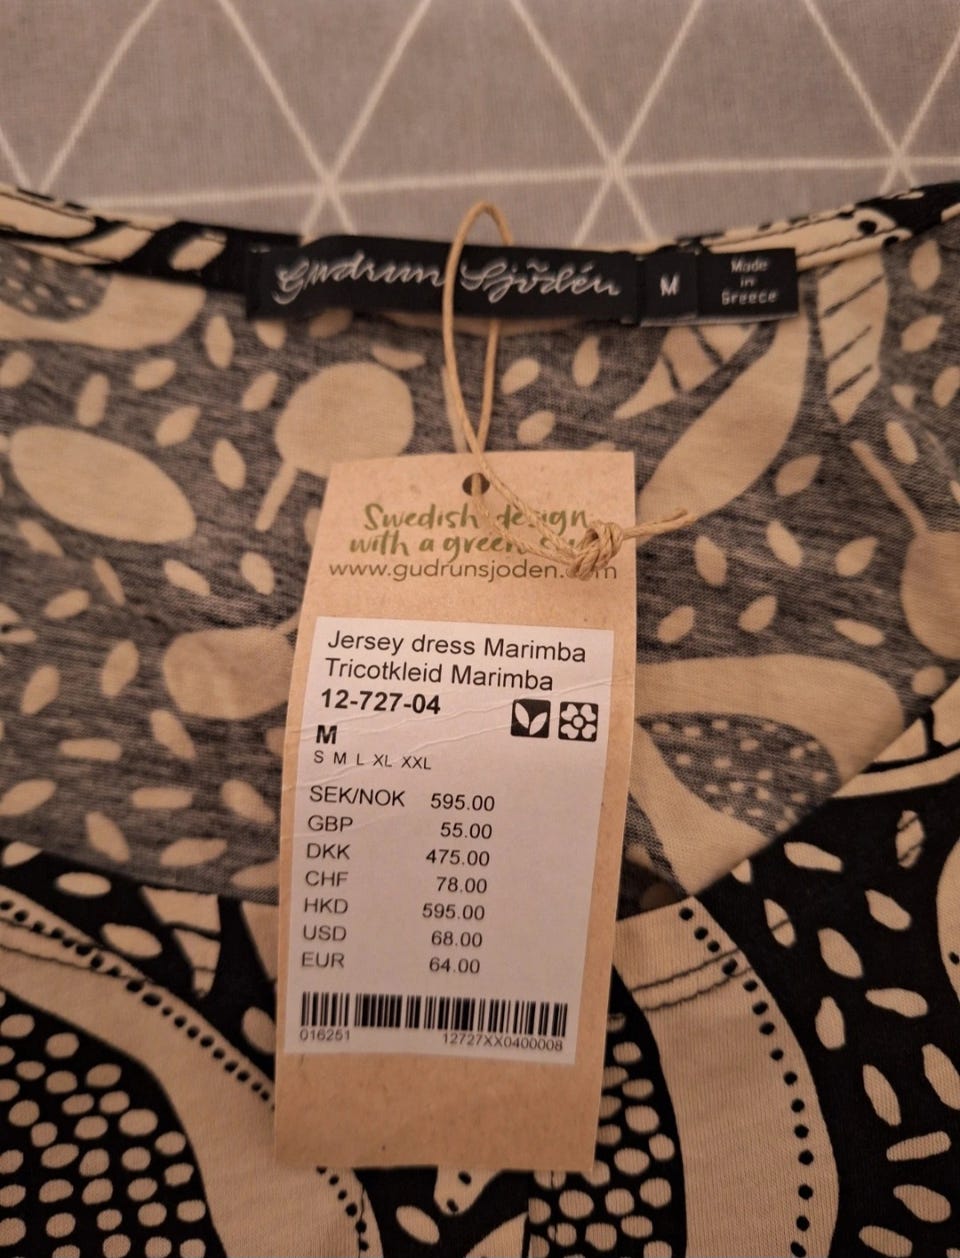 Gudrun Sjödén
M
Made
in
Greece
Swedish design
with a green
www.gudrunsjoden.
Jersey dress Marimba
Tricotkleid Marimba
12-727-04
M
S M L XL XXL
SEK/NOK 595.00
GBP 55.00
DKK 475.00
CHF 78.00
HKD 595.00
USD 68.00
EUR 64.00
016251 12727XX0400008